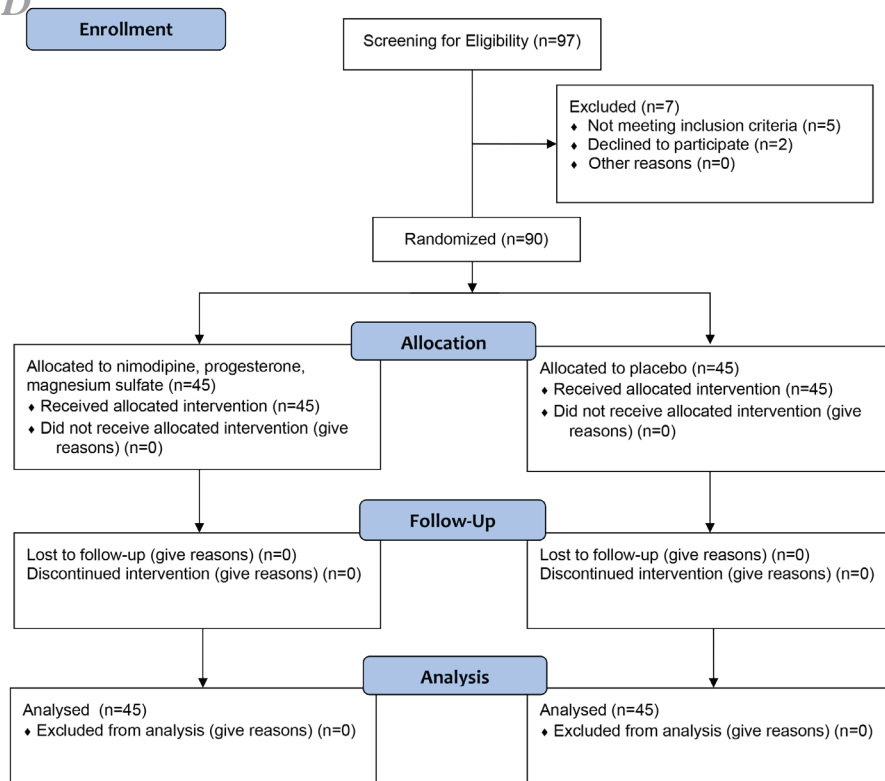 D
Enrollment
Screening for Eligibility (n=97)
Excluded (n=7)
♦ Not meeting inclusion criteria (n=5)
♦ Declined to participate (n=2)
♦ Other reasons (n=0)
Randomized (n=90)
Allocation
Allocated to nimodipine, progesterone,
magnesium sulfate (n=45)
♦ Received allocated intervention (n=45)
♦ Did not receive allocated intervention (give
reasons) (n=0)
Allocated to placebo (n=45)
♦ Received allocated intervention (n=45)
♦ Did not receive allocated intervention (give
reasons) (n=0)
Follow-Up
Lost to follow-up (give reasons) (n=0)
Discontinued intervention (give reasons) (n=0)
Lost to follow-up (give reasons) (n=0)
Discontinued intervention (give reasons) (n=0)
Analysis
Analysed (n=45)
♦ Excluded from analysis (give reasons) (n=0)
Analysed (n=45)
♦ Excluded from analysis (give reasons) (n=0)